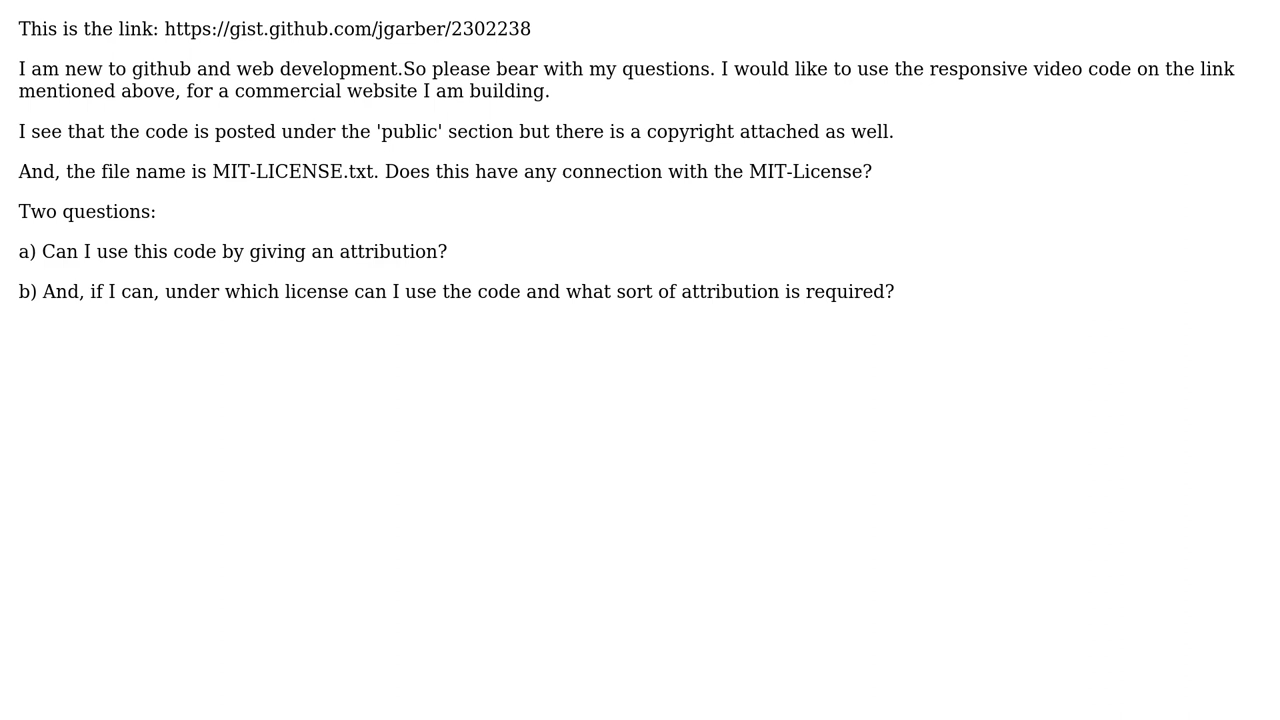 This is the link: https://gist.github.com/jgarber/2302238
I am new to github and web development.So please bear with my questions. I would like to use the responsive video code on the link
mentioned above, for a commercial website I am building.
I see that the code is posted under the 'public' section but there is a copyright attached as well.
And, the file name is MIT-LICENSE.txt. Does this have any connection with the MIT-License?
Two questions:
a) Can I use this code by giving an attribution?
b) And, if I can, under which license can I use the code and what sort of attribution is required?